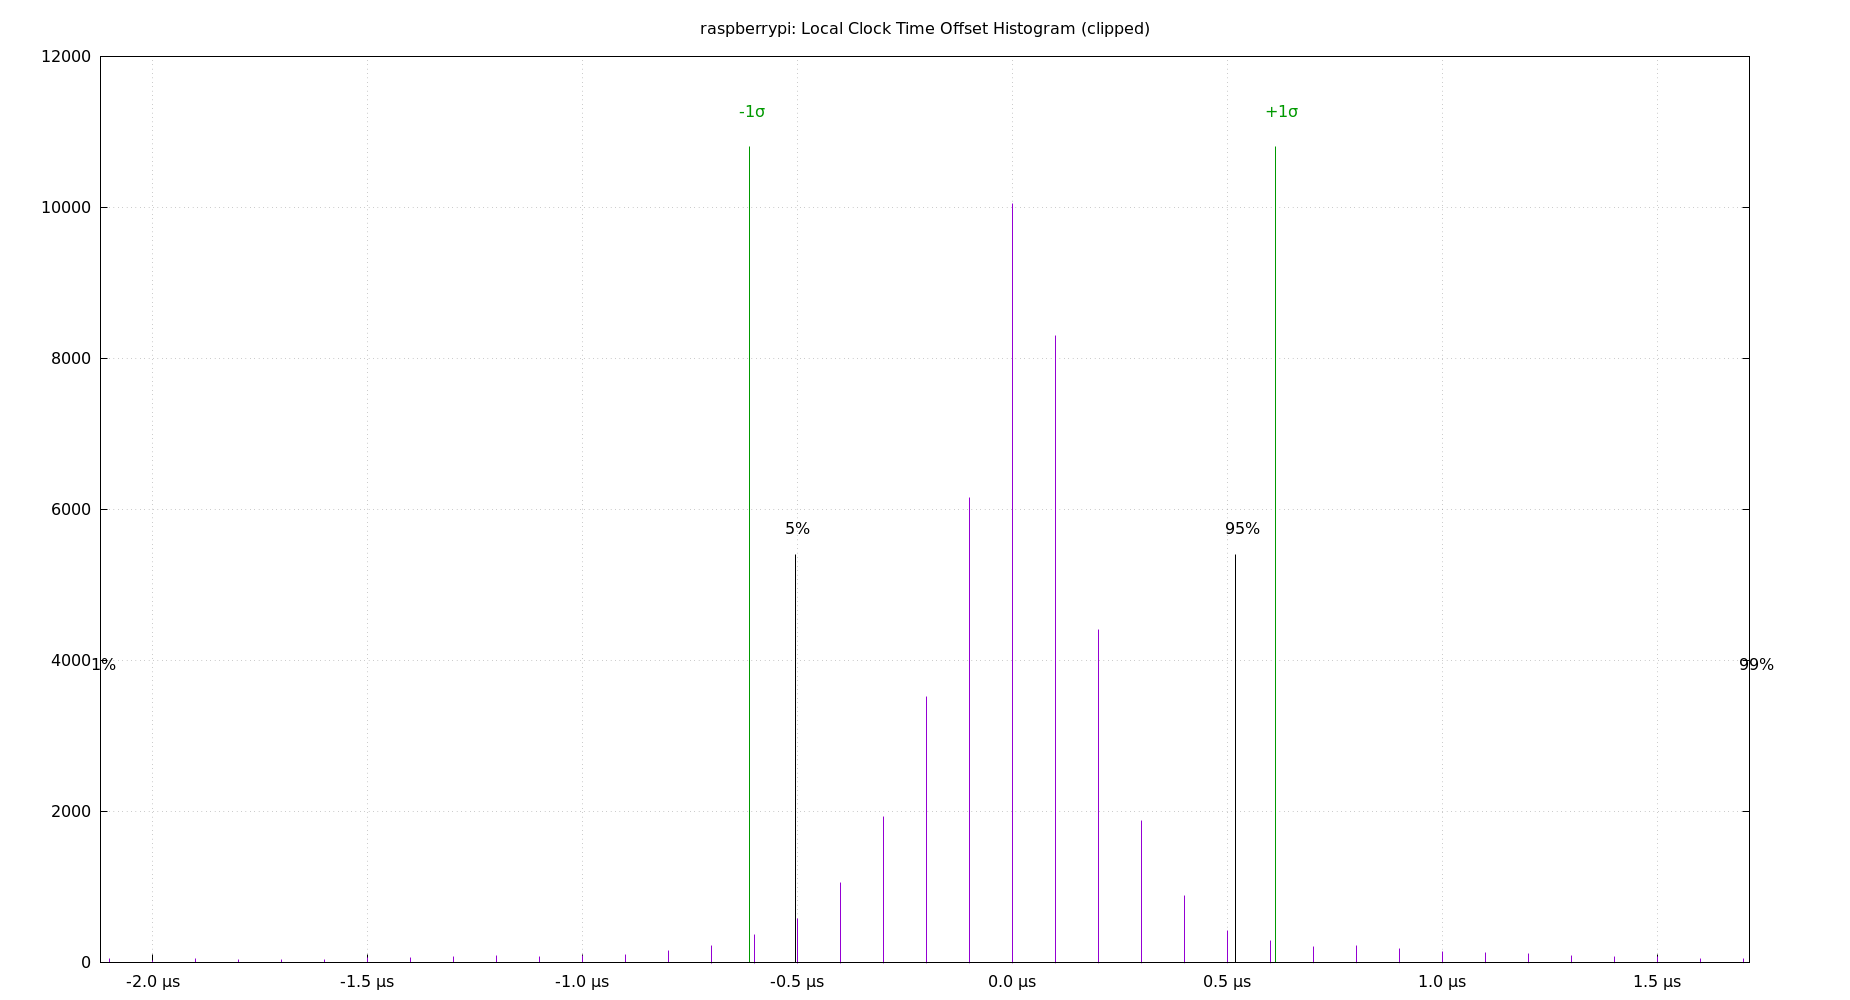 raspberrypi: Local Clock Time Offset Histogram (clipped)
12000
-1σ
+1σ
10000
8000
6000
5%
95%
4000
1%
99%
2000
0
-2.0 µs
-1.5 µs
-1.0 µs
-0.5 µs
0.0 µs
0.5 µs
1.0 µs
1.5 µs